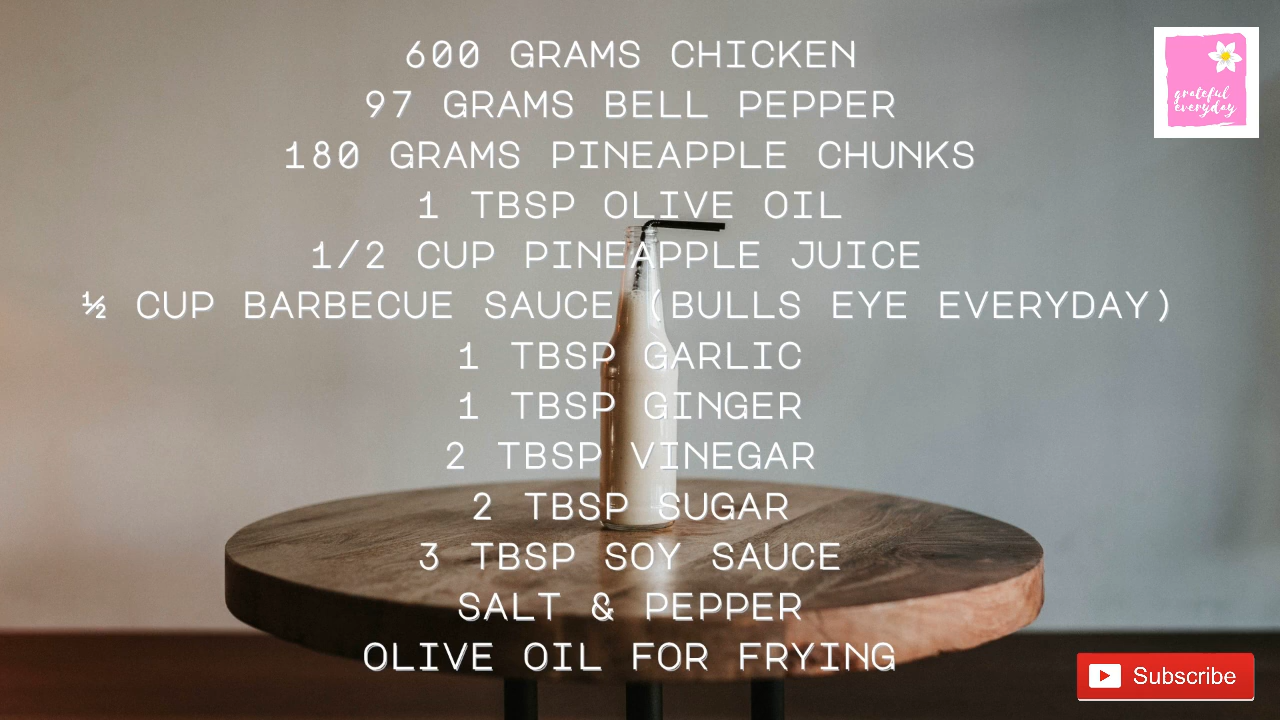 600 GRAMS CHICKEN
97 GRAMS BELL PEPPER
180 GRAMS PINEAPPLE CHUNKS
1 TBSP OLIVE OIL
1/2 CUP PINEAPPLE JUICE
½ CUP BARBECUE SAUCE (BULLS EYE EVERYDAY)
1 TBSP GARLIC
1 TBSP GINGER
2 TBSP VINEGAR
2 TBSP SUGAR
3 TBSP SOY SAUCE
SALT & PEPPER
OLIVE OIL FOR FRYING
grateful
everyday
Subscribe